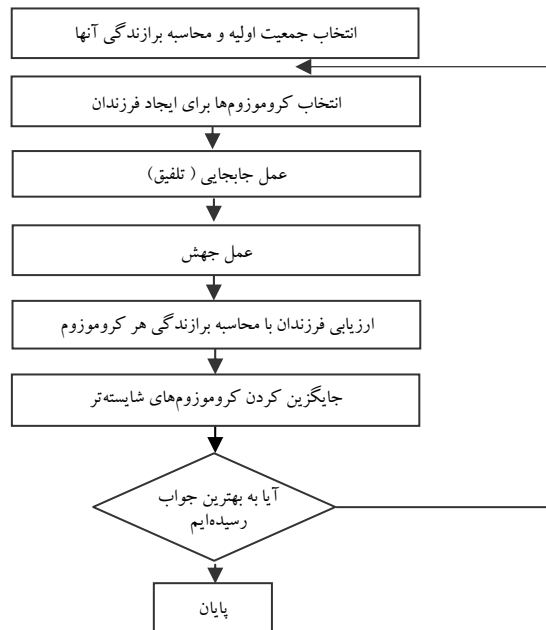 انتخاب جمعیت اولیه و محاسبه برازندگی آنها
انتخاب کروموزوم‌ها برای ایجاد فرزندان
عمل جابجایی ( تلفیق)
عمل جهش
ارزیابی فرزندان با محاسبه برازندگی هر کروموزوم
جایگزین کردن کروموزوم‌های شایسته‌تر
آیا به بهترین جواب
رسیده‌ایم
پایان